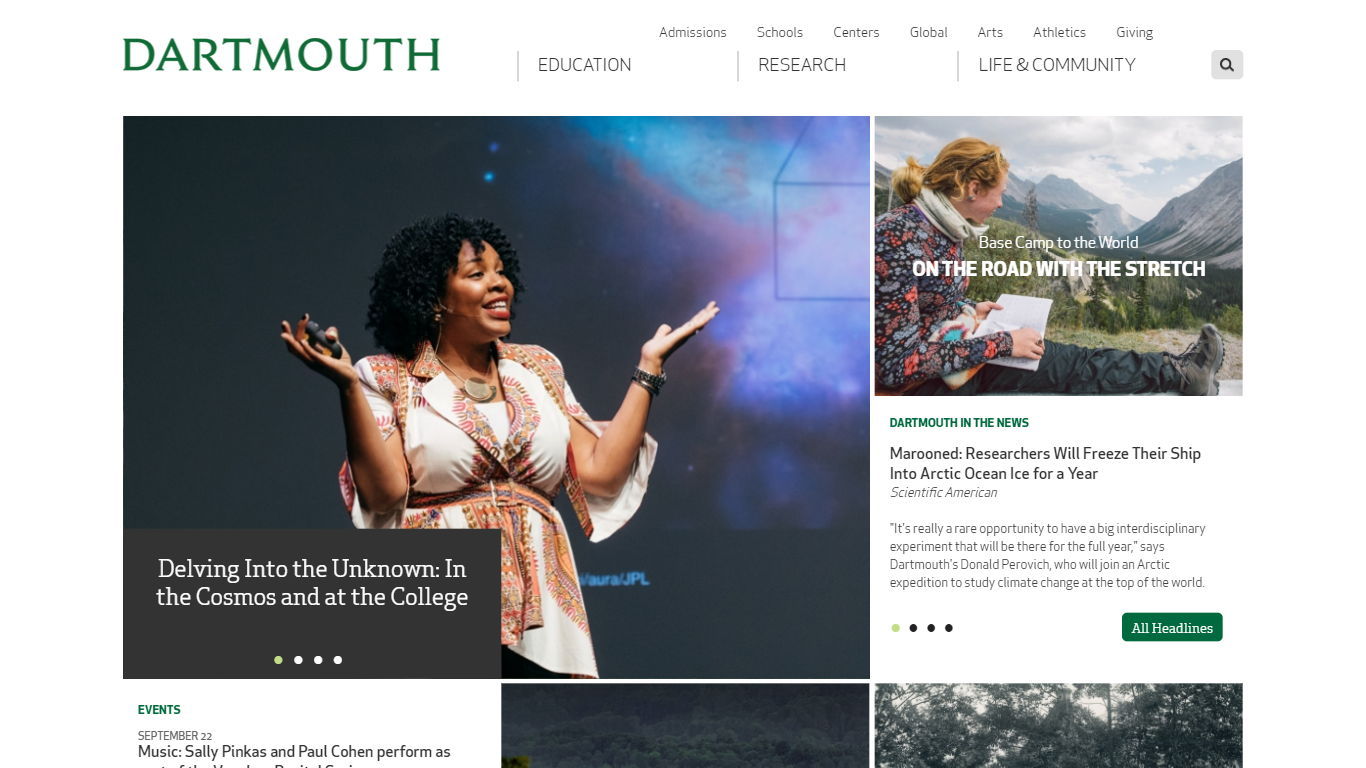 DARTMOUTH
Admissions
Schools
Centers
Global
Arts
Athletics
Giving
EDUCATION
RESEARCH
LIFE & COMMUNITY
Base Camp to the World
ON THE ROAD WITH THE STRETCH
/aura/JPL
Delving Into the Unknown: In
the Cosmos and at the College
DARTMOUTH IN THE NEWS
Marooned: Researchers Will Freeze Their Ship
Into Arctic Ocean Ice for a Year
Scientific American
"It's really a rare opportunity to have a big interdisciplinary
experiment that will be there for the full year," says
Dartmouth's Donald Perovich, who will join an Arctic
expedition to study climate change at the top of the world.
All Headlines
EVENTS
SEPTEMBER 22
Music: Sally Pinkas and Paul Cohen perform as